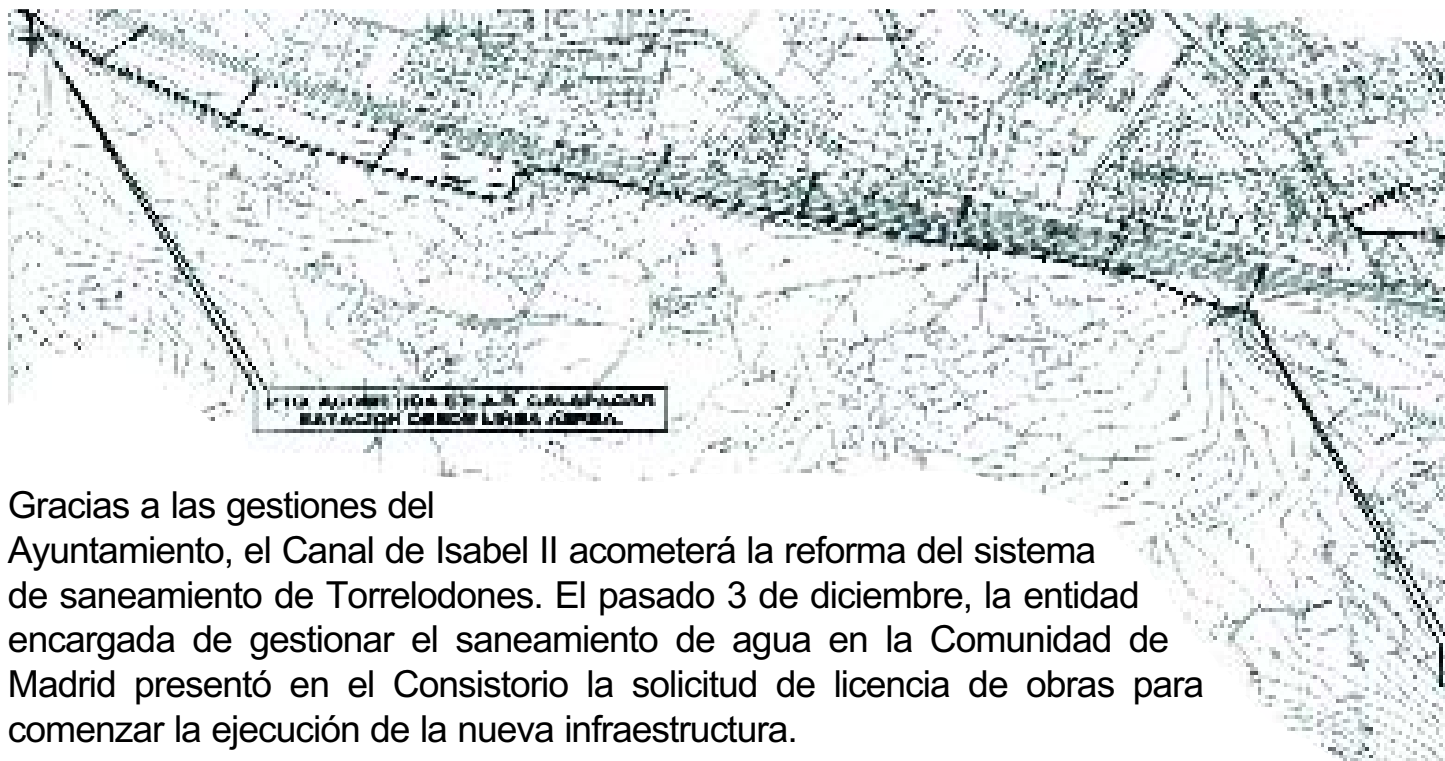 GALAPAGAR
Gracias a las gestiones del
Ayuntamiento, el Canal de Isabel II acometerá la reforma del sistema
de saneamiento de Torrelodones. El pasado 3 de diciembre, la entidad
encargada de gestionar el saneamiento de agua en la Comunidad de
Madrid presentó en el Consistorio la solicitud de licencia de obras para
comenzar la ejecución de la nueva infraestructura.